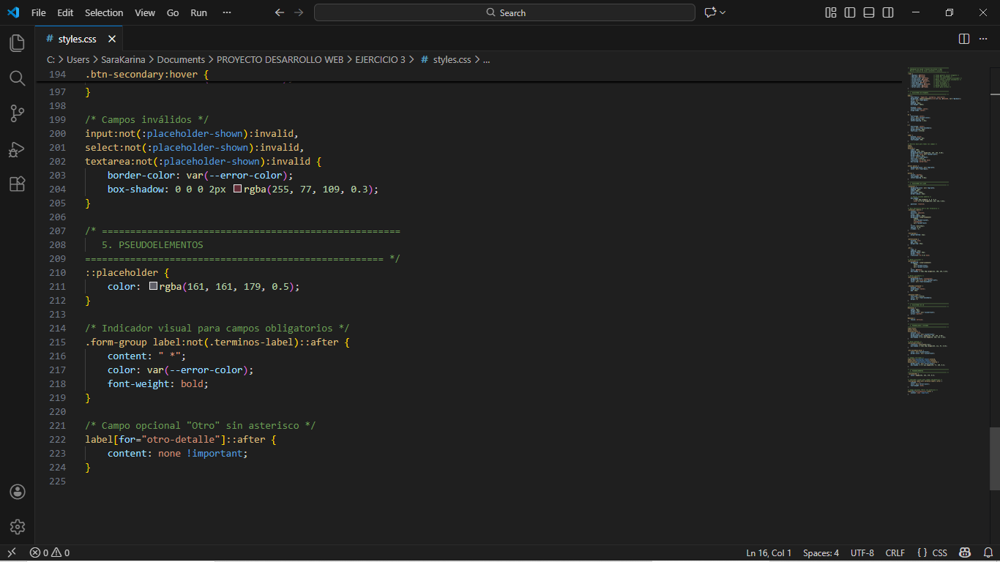 File Edit Selection View Go Run ··· Search
# styles.css
C: > Users > SaraKarina > Documents > PROYECTO DESARROLLO WEB > EJERCICIO 3 > # styles.css > ...
194 .btn-secondary:hover {
197 }
198
199 /* Campos inválidos */
200 input:not(:placeholder-shown):invalid,
201 select:not(:placeholder-shown):invalid,
202 textarea:not(:placeholder-shown):invalid {
203     border-color: var(--error-color);
204     box-shadow: 0 0 0 2px rgba(255, 77, 109, 0.3);
205 }
206
207 /* =====================================================
208    5. PSEUDOELEMENTOS
209 ===================================================== */
210 ::placeholder {
211     color: rgba(161, 161, 179, 0.5);
212 }
213
214 /* Indicador visual para campos obligatorios */
215 .form-group label:not(.terminos-label)::after {
216     content: " *";
217     color: var(--error-color);
218     font-weight: bold;
219 }
220
221 /* Campo opcional "Otro" sin asterisco */
222 label[for="otro-detalle"]::after {
223     content: none !important;
224 }
225
0 0 Ln 16, Col 1 Spaces: 4 UTF-8 CRLF { } CSS